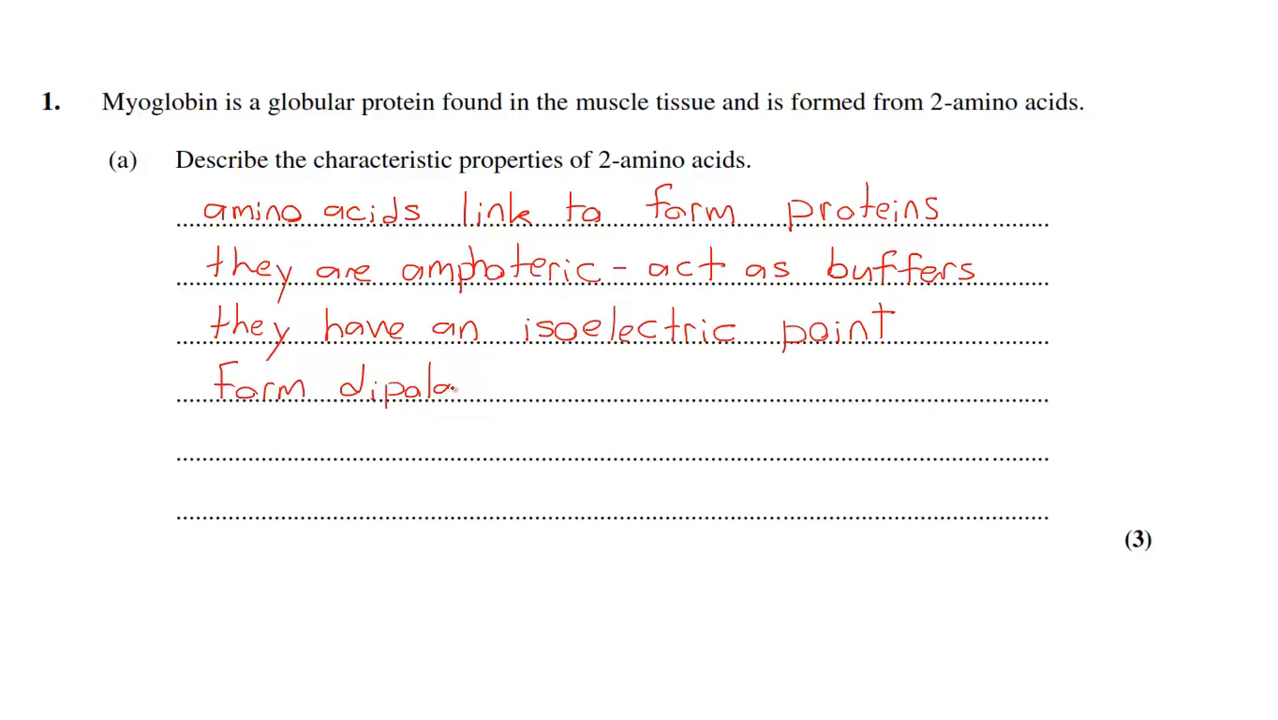 1. Myoglobin is a globular protein found in the muscle tissue and is formed from 2-amino acids.
(a) Describe the characteristic properties of 2-amino acids.
amino acids link to form proteins
they are amphoteric - act as buffers
they have an isoelectric point
form dipola
(3)